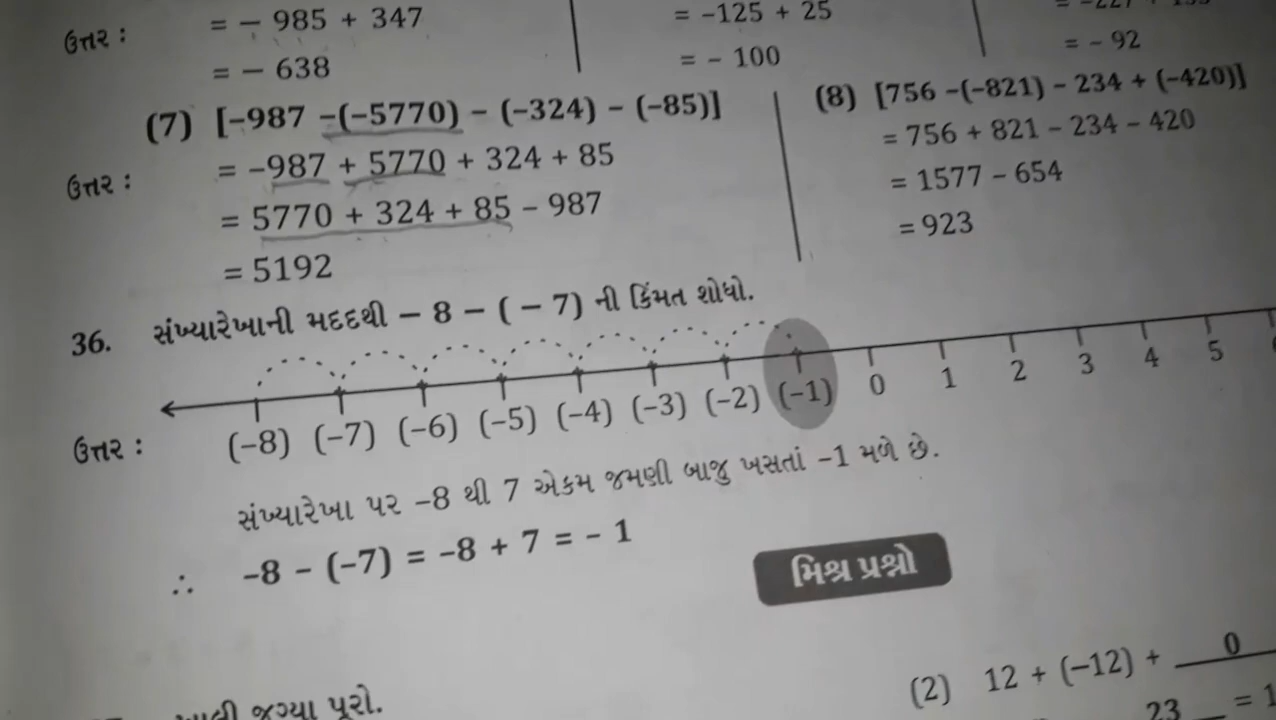 ઉત્તર :
= − 985 + 347
= − 638
= −125 + 25
= − 100
= − 92
(7) [−987 −(−5770) − (−324) − (−85)]
ઉત્તર :
= −987 + 5770 + 324 + 85
= 5770 + 324 + 85 − 987
= 5192
(8) [756 −(−821) − 234 + (−420)]
= 756 + 821 − 234 − 420
= 1577 − 654
= 923
36. સંખ્યારેખાની મદદથી − 8 − ( − 7) ની કિંમત શોધો.
ઉત્તર :
(−8) (−7) (−6) (−5) (−4) (−3) (−2) (−1) 0 1 2 3 4 5
સંખ્યારેખા પર −8 થી 7 એકમ જમણી બાજુ ખસતાં −1 મળે છે.
∴ -8 − (−7) = −8 + 7 = − 1
મિશ્ર પ્રશ્નો
જગ્યા પૂરો.
(2) 12 + (−12) + 0
23 = 1